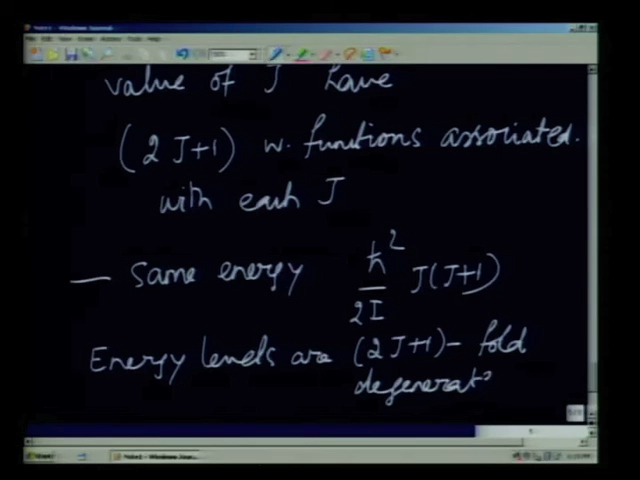 value of J have
(2J+1) w. functions associated.
with each J
— Same energy ħ²/2I J(J+1)
Energy levels are (2J+1)-fold
degenerat